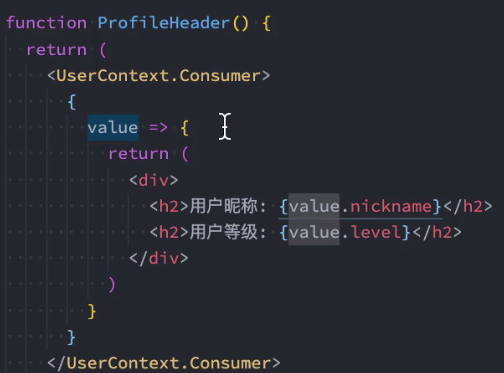 function ProfileHeader() {
return (
<UserContext.Consumer>
{
value => {
return (
<div>
<h2>用户昵称: {value.nickname}</h2>
<h2>用户等级: {value.level}</h2>
</div>
)
}
}
</UserContext.Consumer>